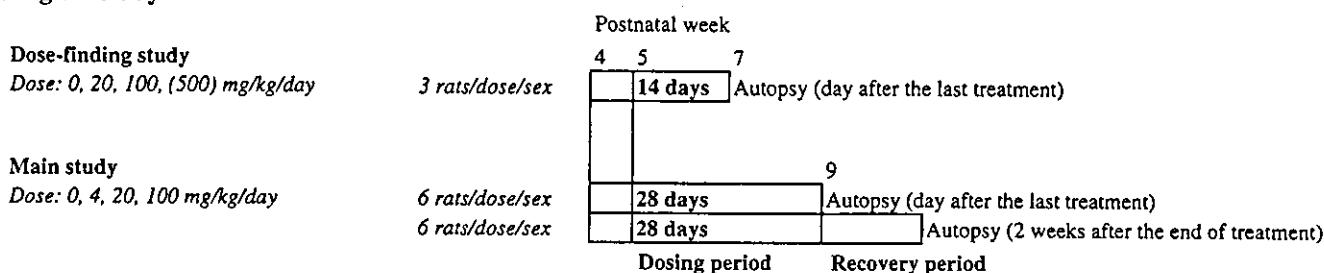 Postnatal week
Dose-finding study 4 5 7
Dose: 0, 20, 100, (500) mg/kg/day 3 rats/dose/sex 14 days Autopsy (day after the last treatment)
Main study 9
Dose: 0, 4, 20, 100 mg/kg/day 6 rats/dose/sex 28 days Autopsy (day after the last treatment)
6 rats/dose/sex 28 days Autopsy (2 weeks after the end of treatment)
Dosing period Recovery period